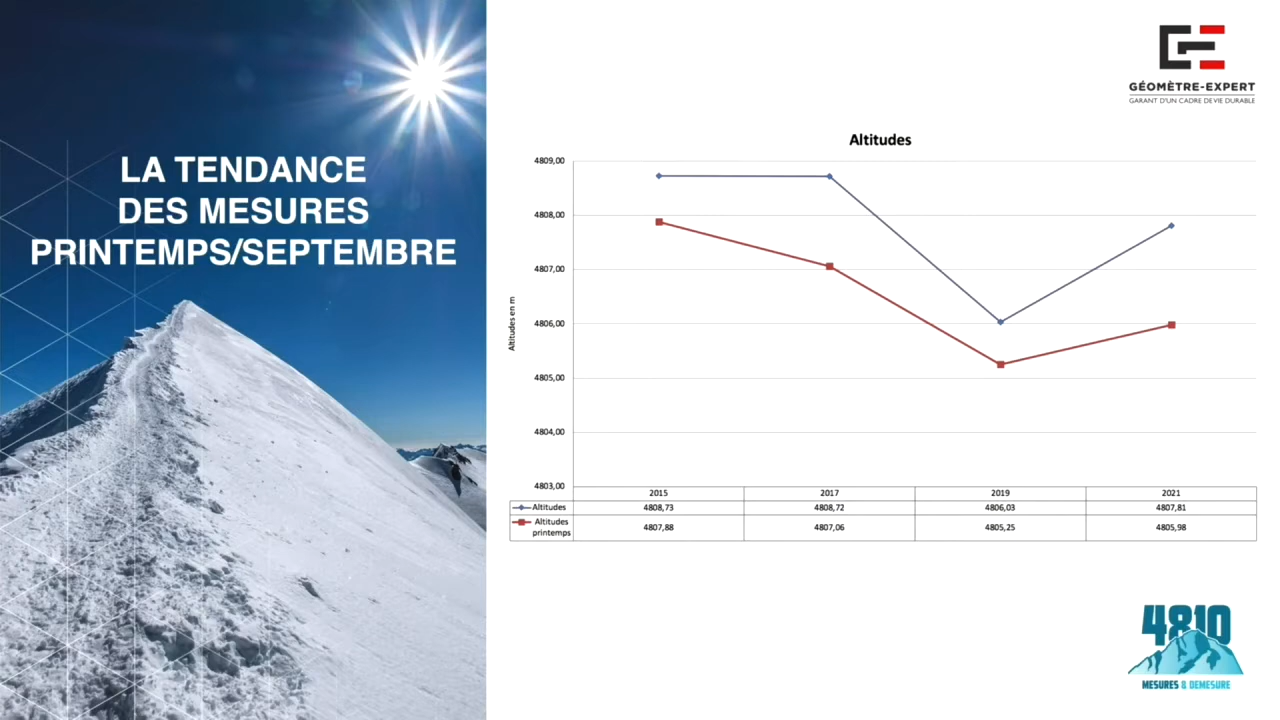 LA TENDANCE
DES MESURES
PRINTEMPS/SEPTEMBRE
GE
GÉOMÈTRE-EXPERT
GARANT D'UN CADRE DE VIE DURABLE
Altitudes
Altitudes en m
4809,00
4808,00
4807,00
4806,00
4805,00
4804,00
4803,00
2015 2017 2019 2021
Altitudes 4808,73 4808,72 4806,03 4807,81
Altitudes printemps 4807,88 4807,06 4805,25 4805,98
4810
MESURES & DEMESURE